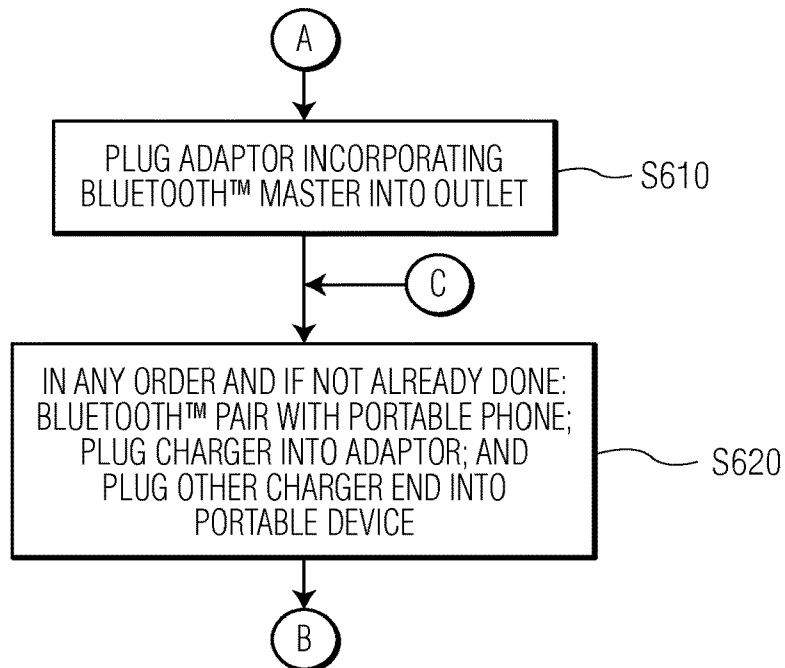 A
PLUG ADAPTOR INCORPORATING
BLUETOOTH™ MASTER INTO OUTLET
S610
C
IN ANY ORDER AND IF NOT ALREADY DONE:
BLUETOOTH™ PAIR WITH PORTABLE PHONE;
PLUG CHARGER INTO ADAPTOR; AND
PLUG OTHER CHARGER END INTO
PORTABLE DEVICE
S620
B